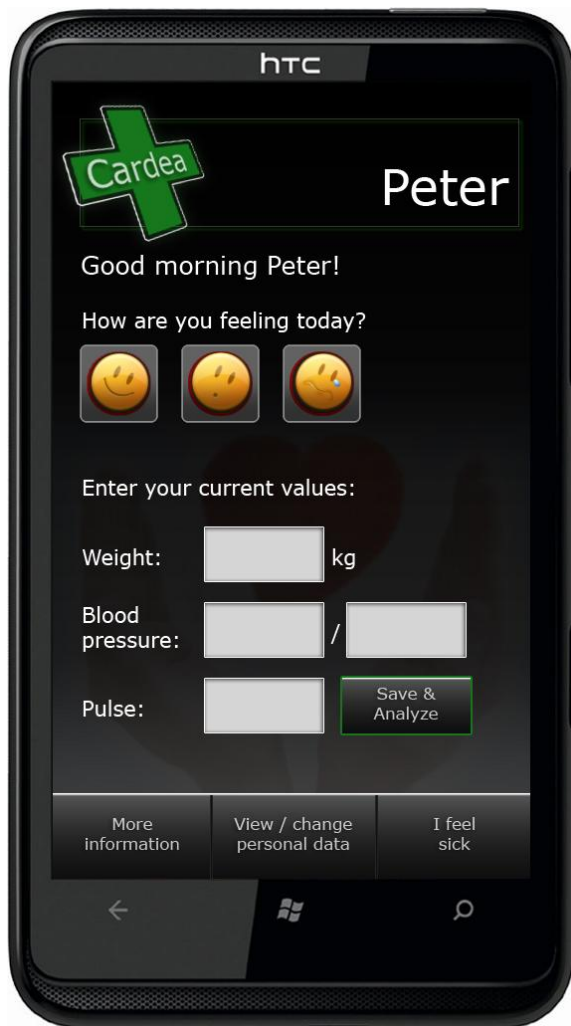 hTC
Cardea
Peter
Good morning Peter!
How are you feeling today?
Enter your current values:
Weight:
kg
Blood
pressure:
/
Pulse:
Save &
Analyze
More
information
View / change
personal data
I feel
sick